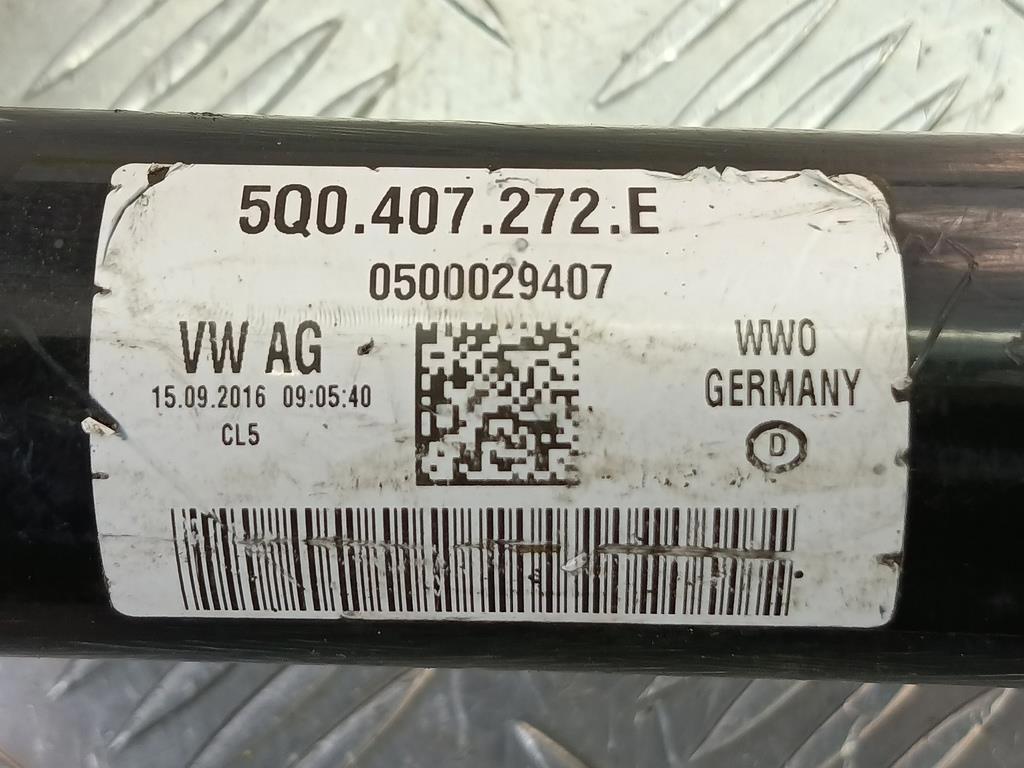 5Q0.407.272.E
0500029407
VW AG
15.09.2016 09:05:40
CL5
WWO
GERMANY
D